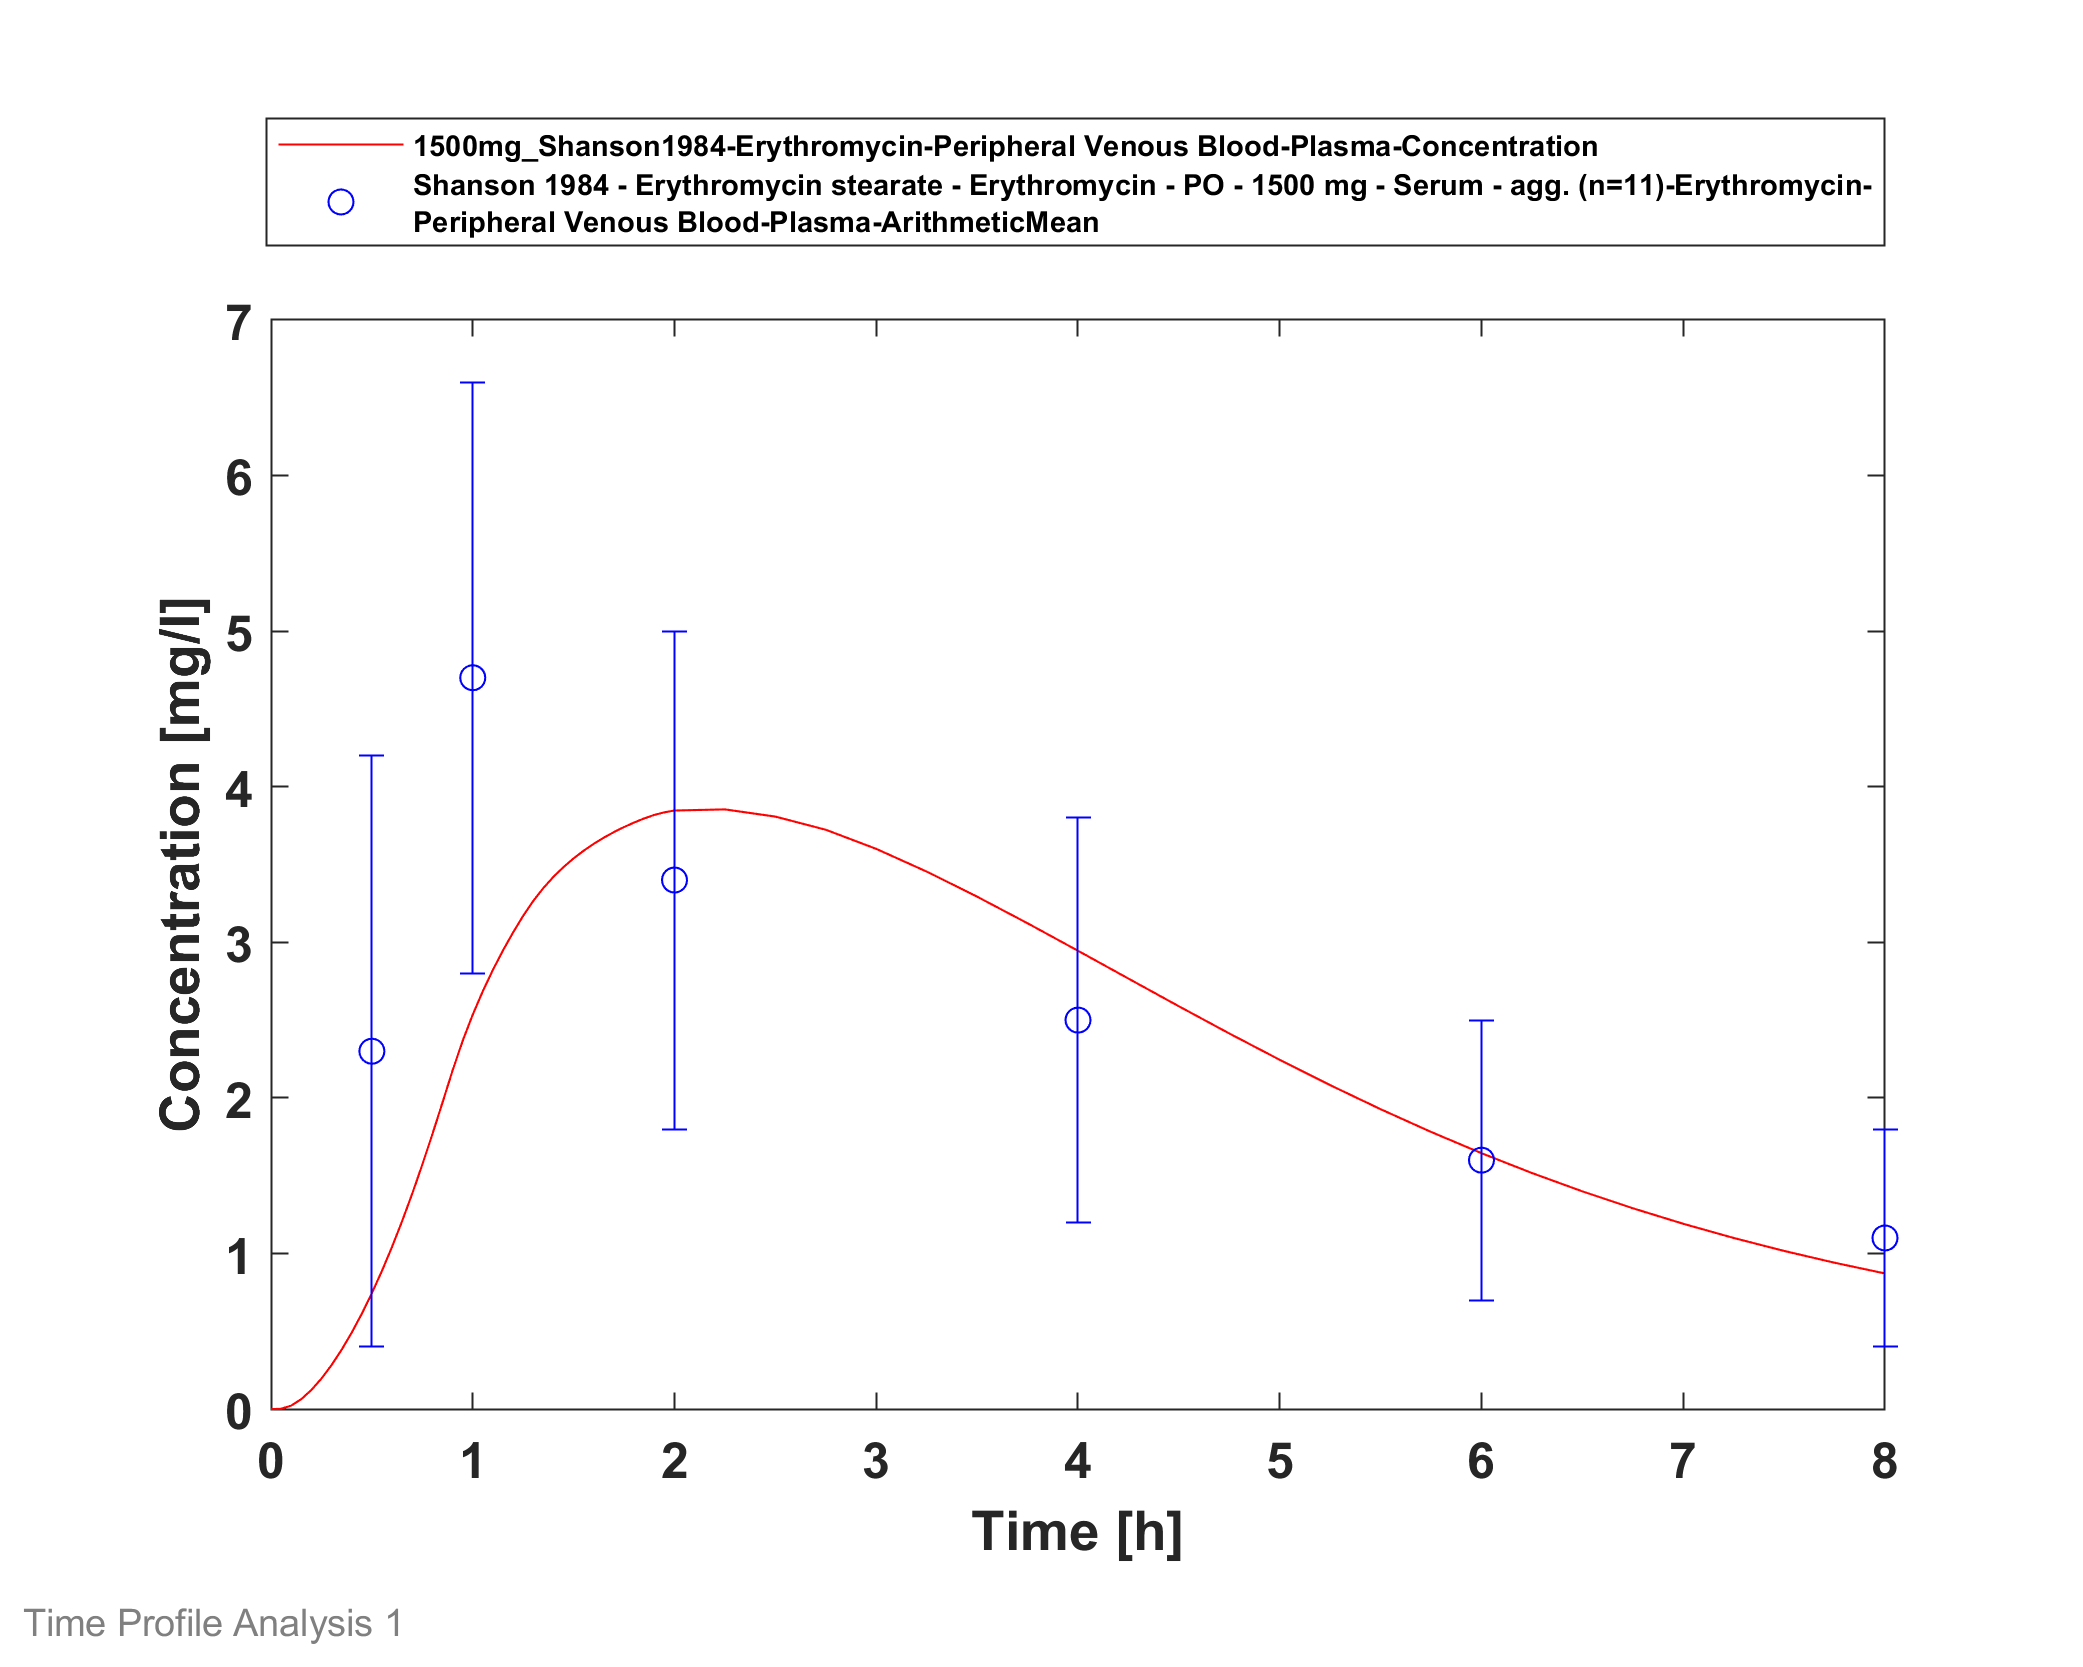 1500mg_Shanson1984-Erythromycin-Peripheral Venous Blood-Plasma-Concentration
Shanson 1984 - Erythromycin stearate - Erythromycin - PO - 1500 mg - Serum - agg. (n=11)-Erythromycin-
Peripheral Venous Blood-Plasma-ArithmeticMean
7
6
5
4
3
2
1
0
Concentration [mg/l]
0 1 2 3 4 5 6 7 8
Time [h]
Time Profile Analysis 1